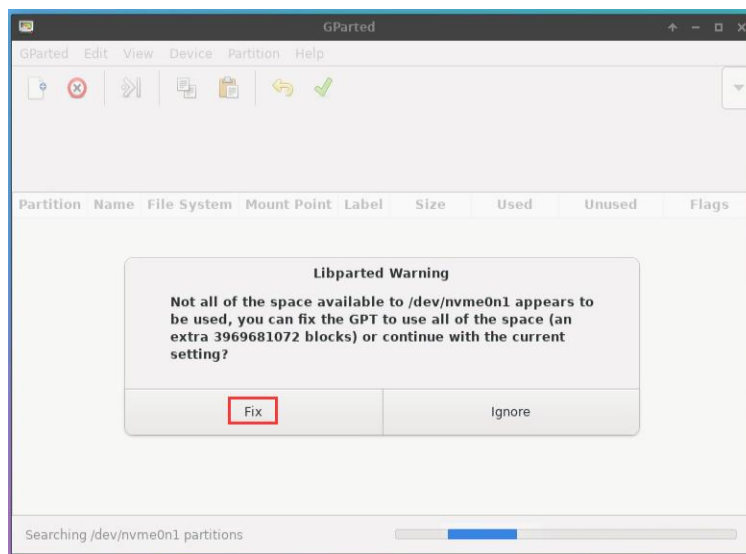 GParted
GParted Edit View Device Partition Help
Partition Name File System Mount Point Label Size Used Unused Flags
Libparted Warning
Not all of the space available to /dev/nvme0n1 appears to
be used, you can fix the GPT to use all of the space (an
extra 3969681072 blocks) or continue with the current
setting?
Fix Ignore
Searching /dev/nvme0n1 partitions